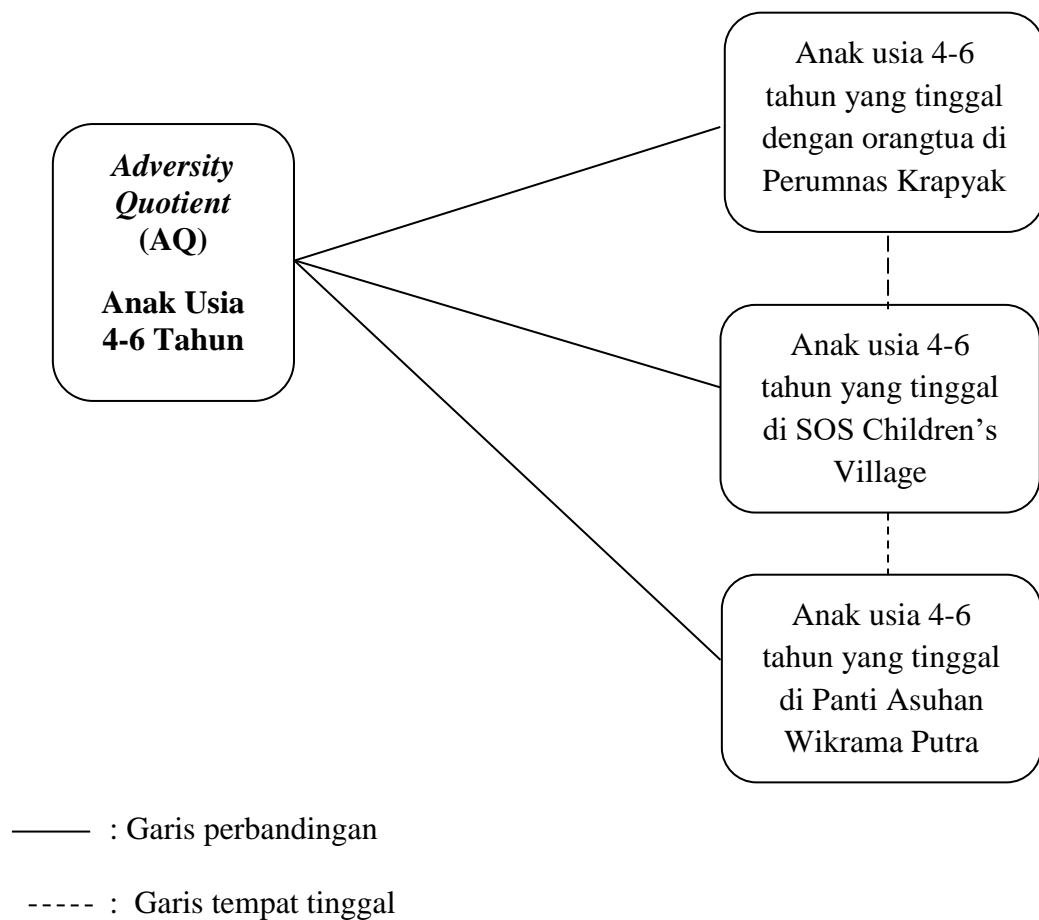 Adversity
Quotient
(AQ)
Anak Usia
4-6 Tahun
Anak usia 4-6
tahun yang tinggal
dengan orangtua di
Perumnas Krapyak
Anak usia 4-6
tahun yang tinggal
di SOS Children’s
Village
Anak usia 4-6
tahun yang tinggal
di Panti Asuhan
Wikrama Putra
: Garis perbandingan
: Garis tempat tinggal